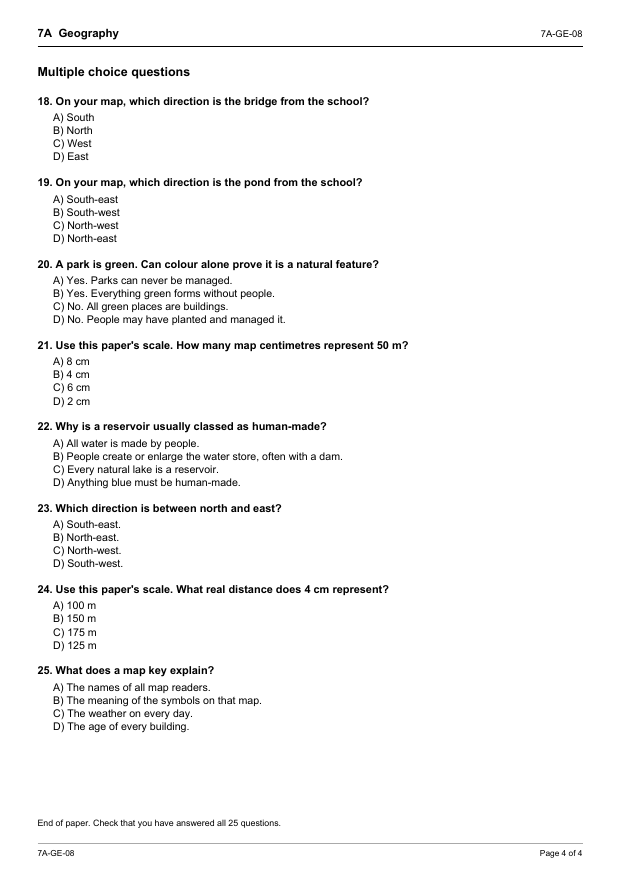 7A Geography
7A-GE-08
Multiple choice questions
18. On your map, which direction is the bridge from the school?
A) South
B) North
C) West
D) East
19. On your map, which direction is the pond from the school?
A) South-east
B) South-west
C) North-west
D) North-east
20. A park is green. Can colour alone prove it is a natural feature?
A) Yes. Parks can never be managed.
B) Yes. Everything green forms without people.
C) No. All green places are buildings.
D) No. People may have planted and managed it.
21. Use this paper's scale. How many map centimetres represent 50 m?
A) 8 cm
B) 4 cm
C) 6 cm
D) 2 cm
22. Why is a reservoir usually classed as human-made?
A) All water is made by people.
B) People create or enlarge the water store, often with a dam.
C) Every natural lake is a reservoir.
D) Anything blue must be human-made.
23. Which direction is between north and east?
A) South-east.
B) North-east.
C) North-west.
D) South-west.
24. Use this paper's scale. What real distance does 4 cm represent?
A) 100 m
B) 150 m
C) 175 m
D) 125 m
25. What does a map key explain?
A) The names of all map readers.
B) The meaning of the symbols on that map.
C) The weather on every day.
D) The age of every building.
End of paper. Check that you have answered all 25 questions.
7A-GE-08
Page 4 of 4